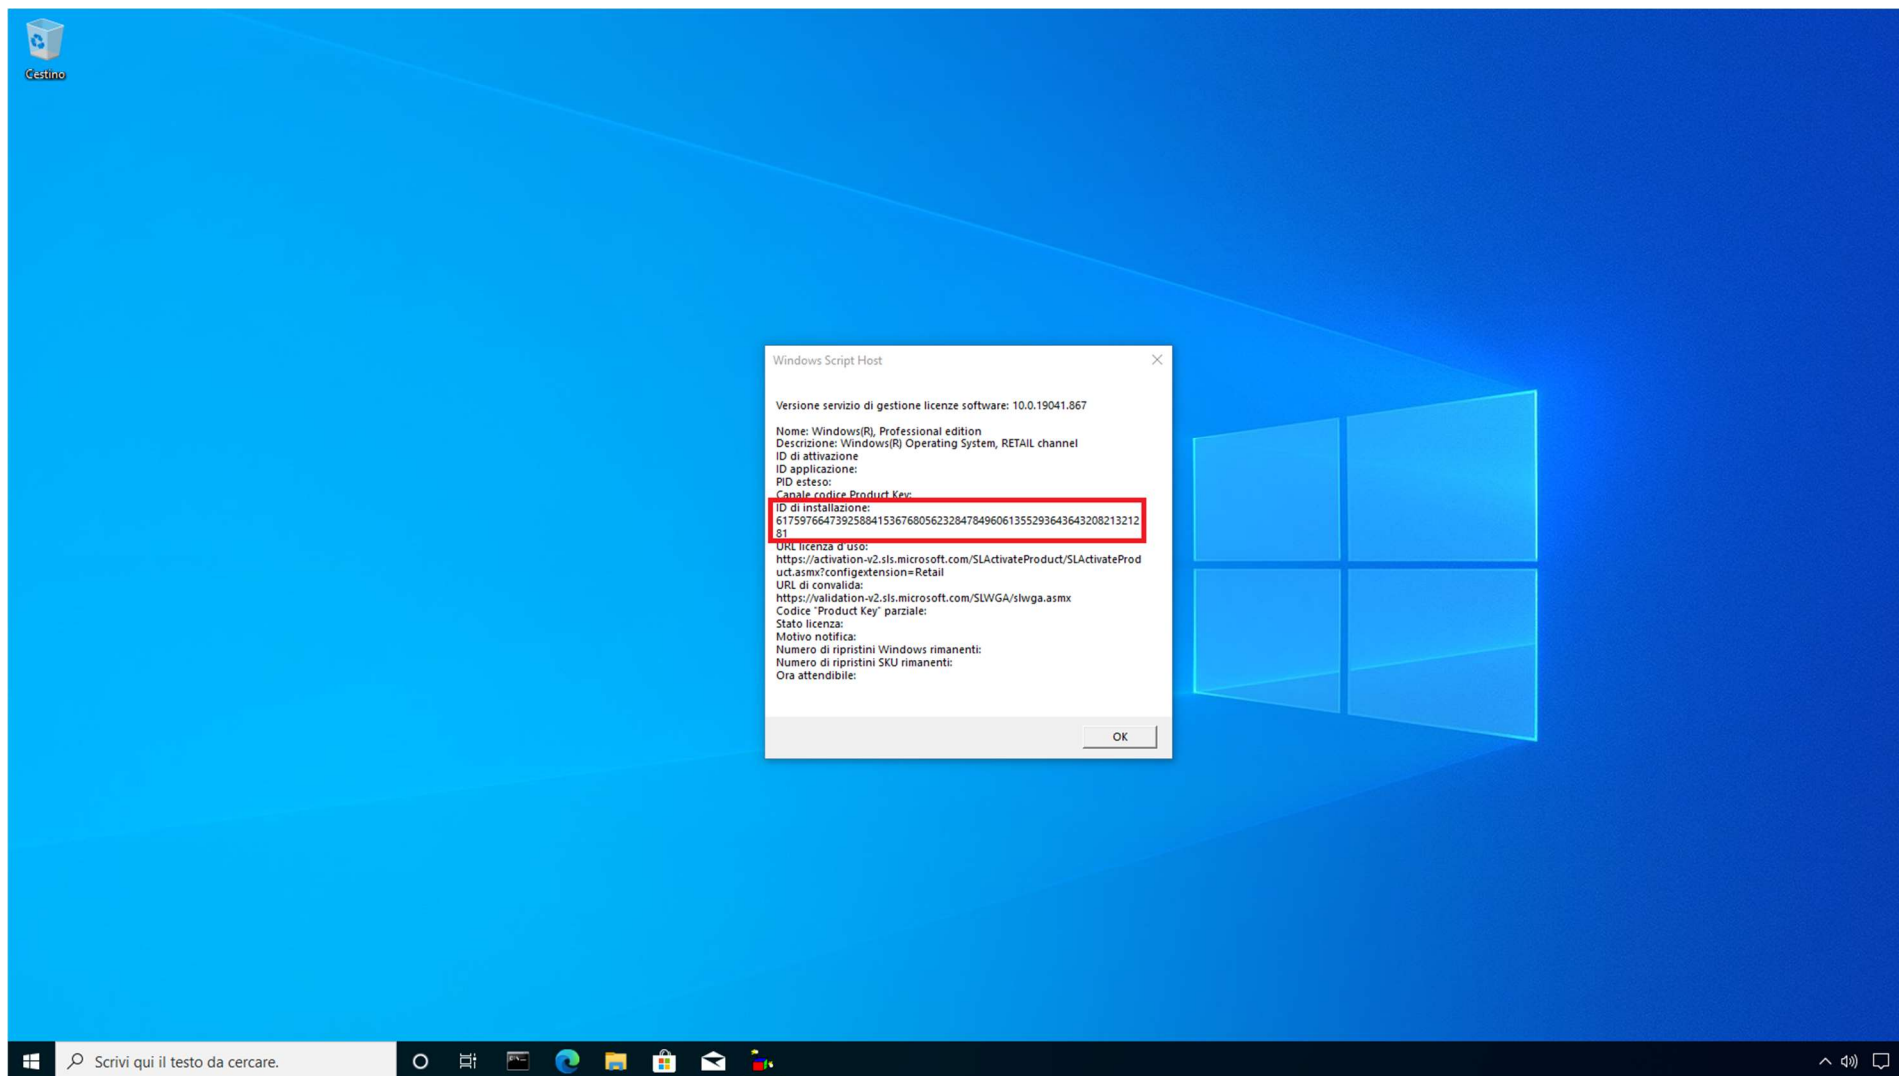 Cestino
Windows Script Host
Versione servizio di gestione licenze software: 10.0.19041.867
Nome: Windows(R), Professional edition
Descrizione: Windows(R) Operating System, RETAIL channel
ID di attivazione
ID applicazione:
PID esteso:
Canale codice Product Key:
ID di installazione:
617597664739258841536768056232847849606135529364364320821321 2
81
URL licenza d'uso:
https://activation-v2.sls.microsoft.com/SLActivateProduct/SLActivateProd
uct.asmx?configextension=Retail
URL di convalida:
https://validation-v2.sls.microsoft.com/SLWGA/slwga.asmx
Codice "Product Key" parziale:
Stato licenza:
Motivo notifica:
Numero di ripristini Windows rimanenti:
Numero di ripristini SKU rimanenti:
Ora attendibile:
OK
Scrivi qui il testo da cercare.